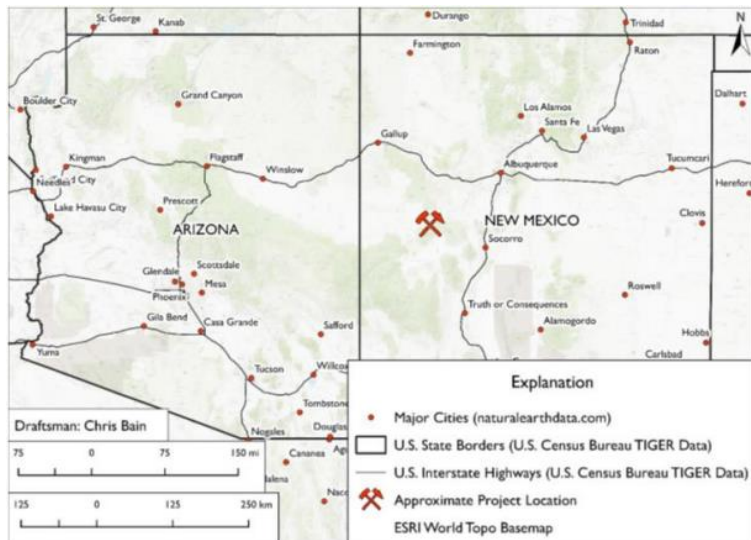 Durango
Trinidad
N
St. George
Kanab
Raton
Farmington
Boulder City
Grand Canyon
Los Alamos
Dalhart
Santa Fe
Gallup
Las Vegas
Kingman
Flagstaff
Albuquerque
Tucumcari
Winslow
Needles
Hereford
Lake Havasu City
Prescott
ARIZONA
NEW MEXICO
Clovis
Socorro
Scottsdale
Glendale
Mesa
Phoenix
Roswell
Truth or Consequences
Gila Bend
Casa Grande
Safford
Alamogordo
Hobbs
Yuma
Carlsbad
Tucson
Willcox
Tombstone
Douglas
Nogales
Cananea
Draftsman: Chris Bain
75 0 75 150 mi
125 0 125 250 km
Explanation
Major Cities (naturalearthdata.com)
U.S. State Borders (U.S. Census Bureau TIGER Data)
U.S. Interstate Highways (U.S. Census Bureau TIGER Data)
Approximate Project Location
ESRI World Topo Basemap